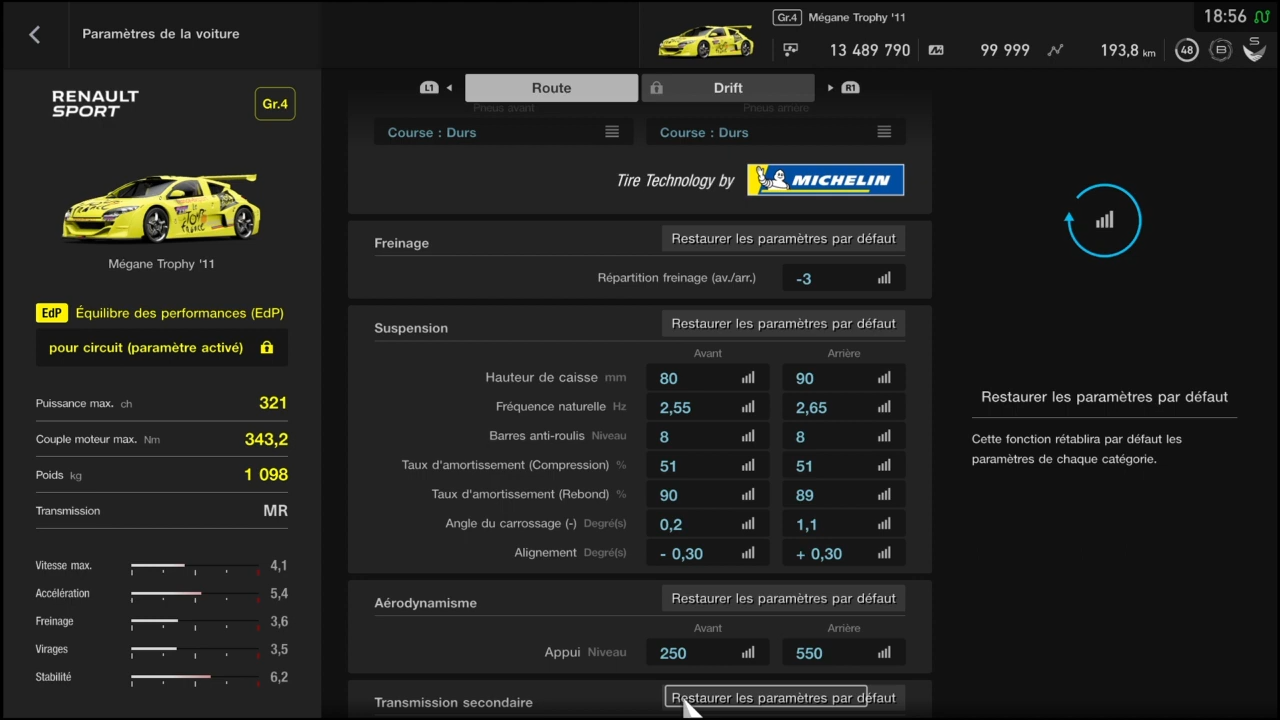 Paramètres de la voiture
Gr.4 Mégane Trophy '11
18:56
13 489 790 99 999 193,8 km 48 B S
RENAULT
SPORT
Gr.4
Mégane Trophy '11
EdP Équilibre des performances (EdP)
pour circuit (paramètre activé)
Puissance max. ch 321
Couple moteur max. Nm 343,2
Poids kg 1 098
Transmission MR
Vitesse max. 4,1
Accélération 5,4
Freinage 3,6
Virages 3,5
Stabilité 6,2
L1 Route Drift R1
Pneus avant Pneus arrière
Course : Durs Course : Durs
Tire Technology by MICHELIN
Freinage Restaurer les paramètres par défaut
Répartition freinage (av./arr.) -3
Suspension Restaurer les paramètres par défaut
Avant Arrière
Hauteur de caisse mm 80 90
Fréquence naturelle Hz 2,55 2,65
Barres anti-roulis Niveau 8 8
Taux d'amortissement (Compression) % 51 51
Taux d'amortissement (Rebond) % 90 89
Angle du carrossage (-) Degré(s) 0,2 1,1
Alignement Degré(s) - 0,30 + 0,30
Aérodynamisme Restaurer les paramètres par défaut
Avant Arrière
Appui Niveau 250 550
Transmission secondaire Restaurer les paramètres par défaut
Restaurer les paramètres par défaut
Cette fonction rétablira par défaut les
paramètres de chaque catégorie.